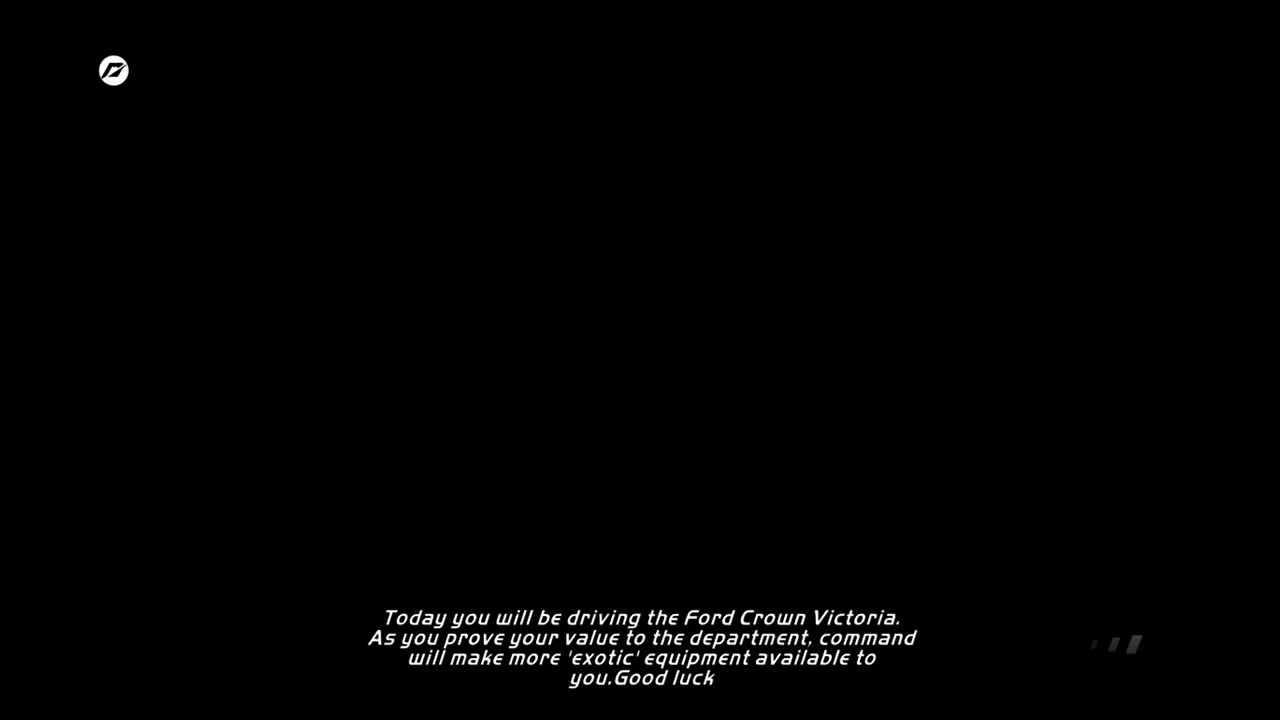 Today you will be driving the Ford Crown Victoria.
As you prove your value to the department, command
will make more 'exotic' equipment available to
you.Good luck